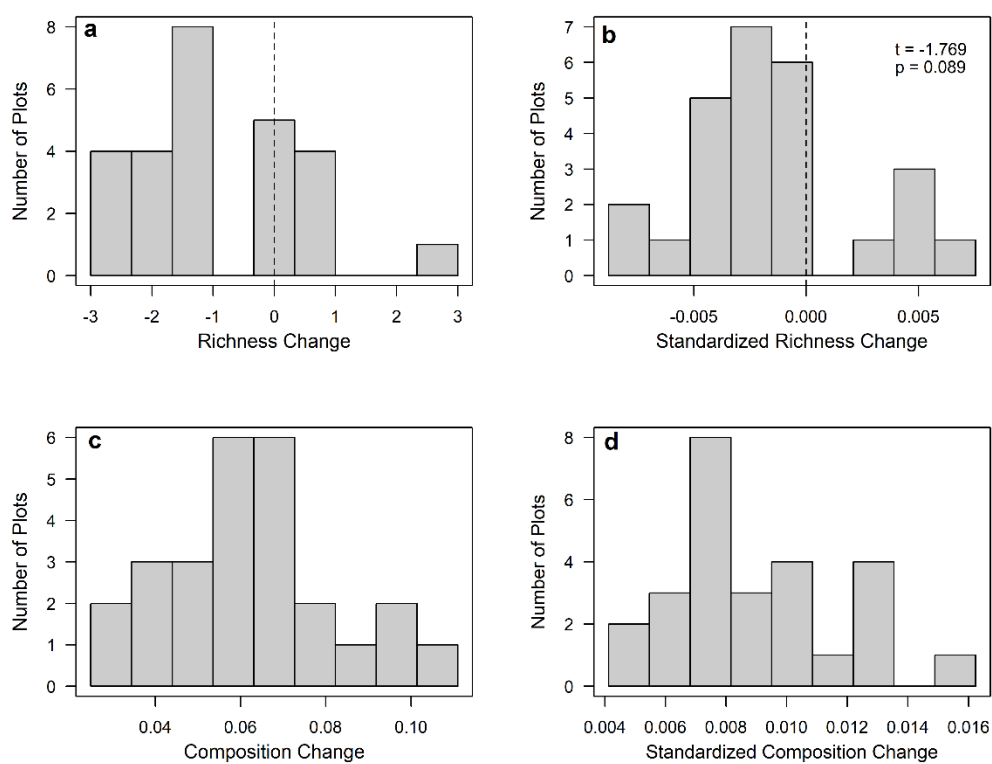 a
Number of Plots
8
6
4
2
0
-3 -2 -1 0 1 2 3
Richness Change
b
t = -1.769
p = 0.089
Number of Plots
7
6
5
4
3
2
1
0
-0.005 0.000 0.005
Standardized Richness Change
c
Number of Plots
6
5
4
3
2
1
0
0.04 0.06 0.08 0.10
Composition Change
d
Number of Plots
8
6
4
2
0
0.004 0.006 0.008 0.010 0.012 0.014 0.016
Standardized Composition Change